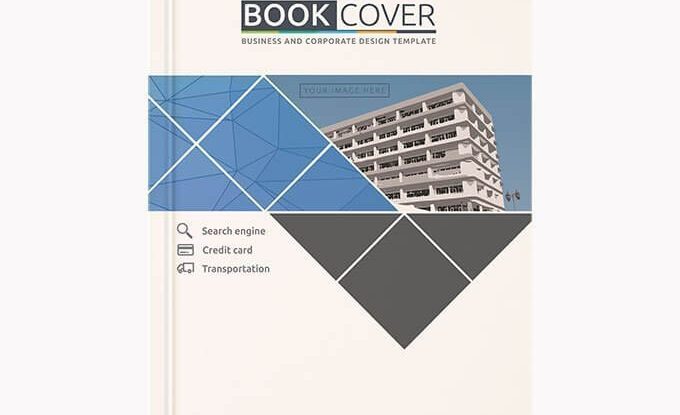 BOOK COVER
BUSINESS AND CORPORATE DESIGN TEMPLATE
YOUR IMAGE HERE
Search engine
Credit card
Transportation